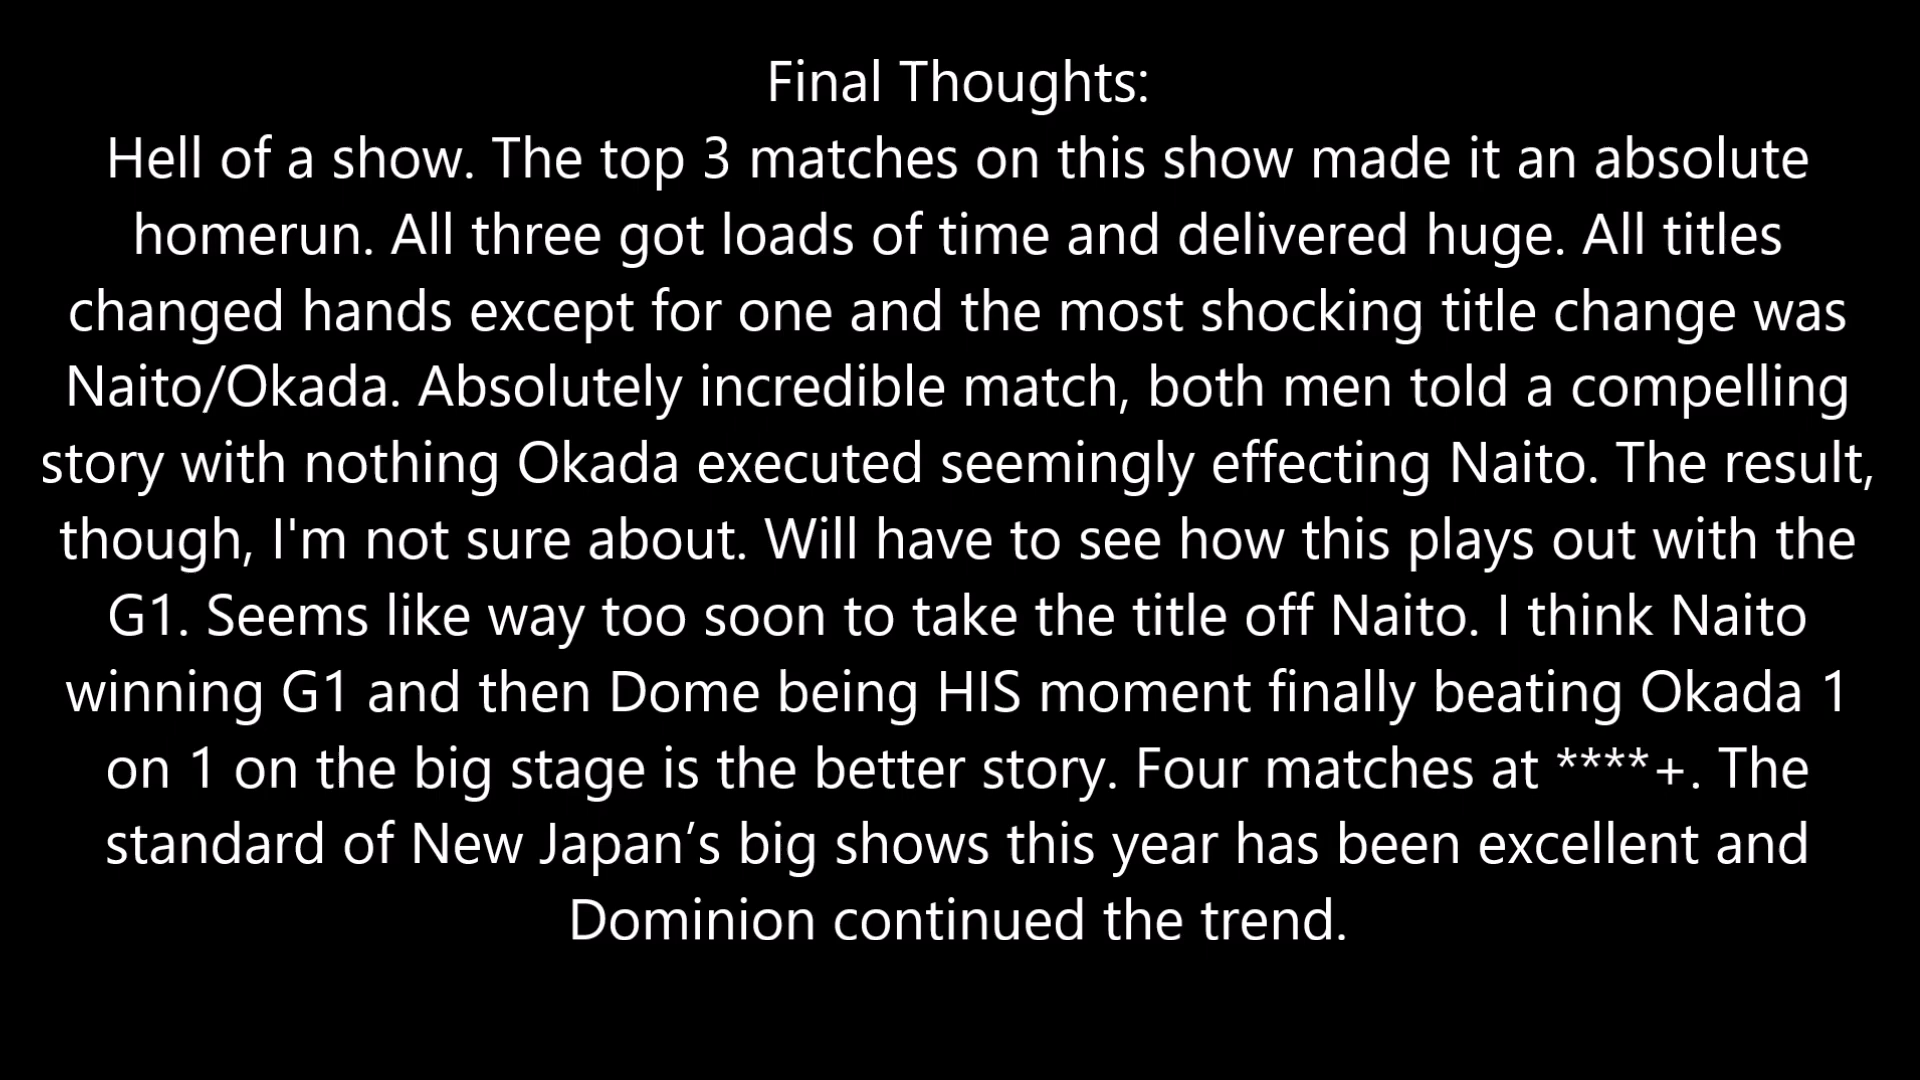 Final Thoughts:
Hell of a show. The top 3 matches on this show made it an absolute
homerun. All three got loads of time and delivered huge. All titles
changed hands except for one and the most shocking title change was
Naito/Okada. Absolutely incredible match, both men told a compelling
story with nothing Okada executed seemingly effecting Naito. The result,
though, I'm not sure about. Will have to see how this plays out with the
G1. Seems like way too soon to take the title off Naito. I think Naito
winning G1 and then Dome being HIS moment finally beating Okada 1
on 1 on the big stage is the better story. Four matches at ****+. The
standard of New Japan’s big shows this year has been excellent and
Dominion continued the trend.